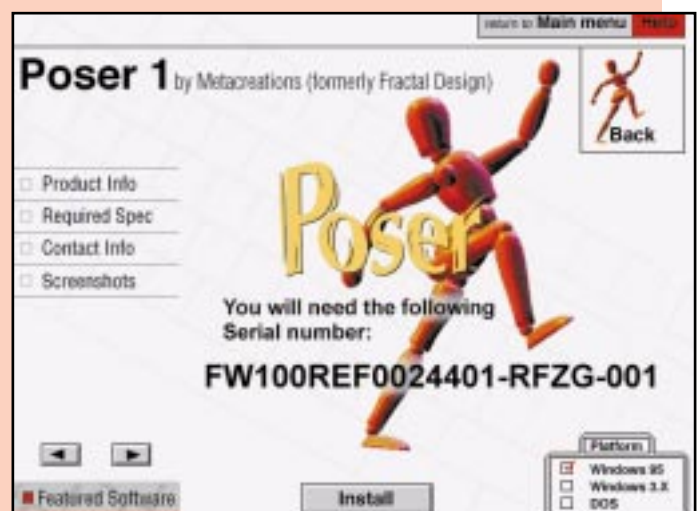 return to Main menu Help
Poser 1 by Metacreations (formerly Fractal Design)
Back
Product Info
Required Spec
Contact Info
Screenshots
Poser
You will need the following
Serial number:
FW100REF0024401-RFZG-001
Platform
Windows 95
Windows 3.X
DOS
Featured Software
Install